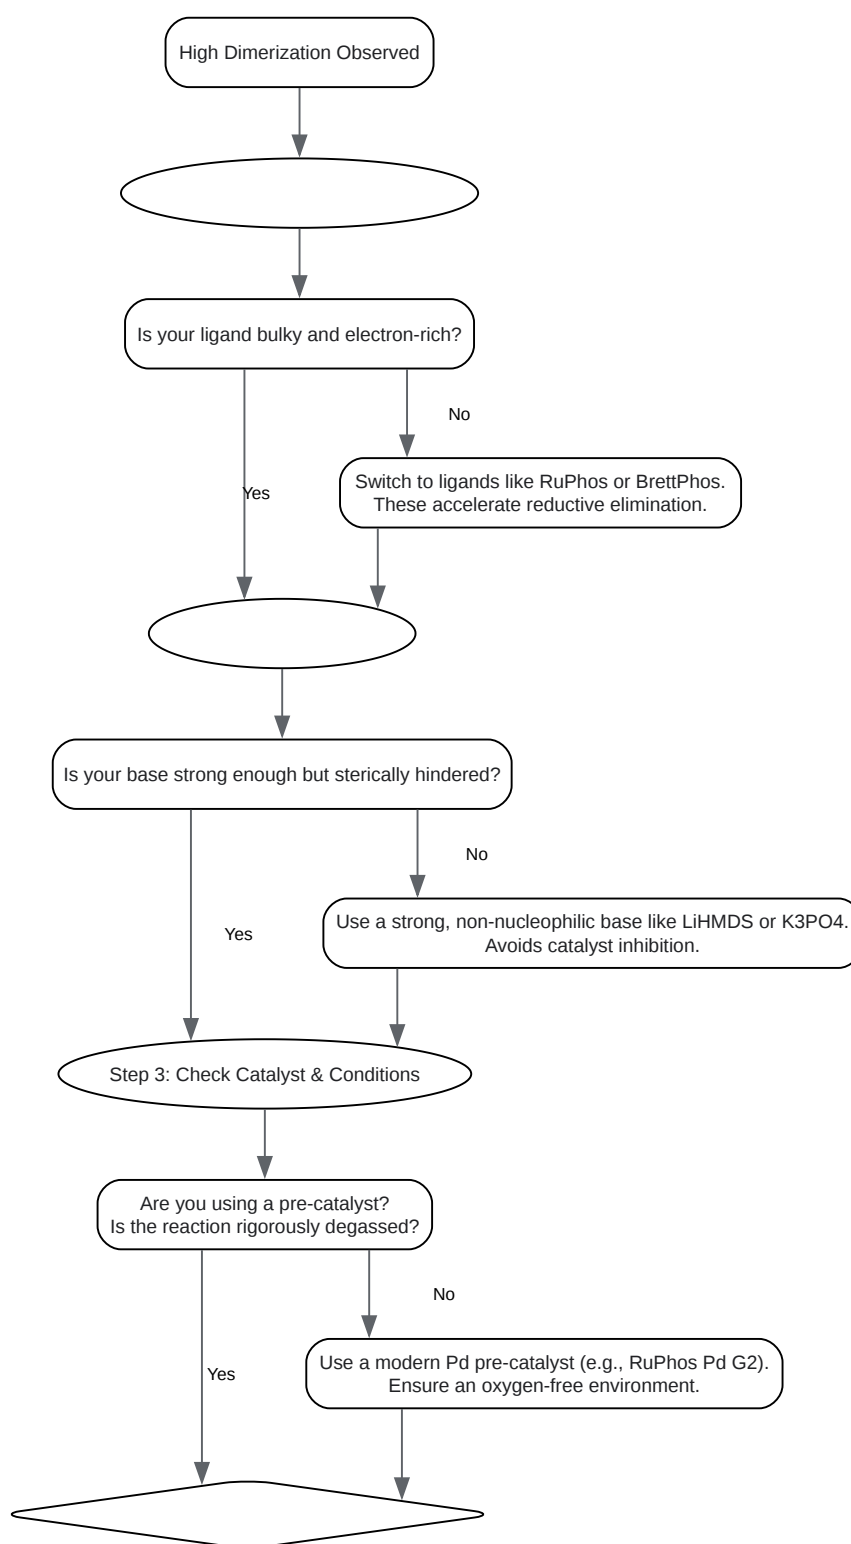 High Dimerization Observed
Is your ligand bulky and electron-rich?
No
Switch to ligands like RuPhos or BrettPhos.
These accelerate reductive elimination.
Yes
Is your base strong enough but sterically hindered?
No
Use a strong, non-nucleophilic base like LiHMDS or K3PO4.
Avoids catalyst inhibition.
Yes
Step 3: Check Catalyst & Conditions
Are you using a pre-catalyst?
Is the reaction rigorously degassed?
No
Use a modern Pd pre-catalyst (e.g., RuPhos Pd G2).
Ensure an oxygen-free environment.
Yes